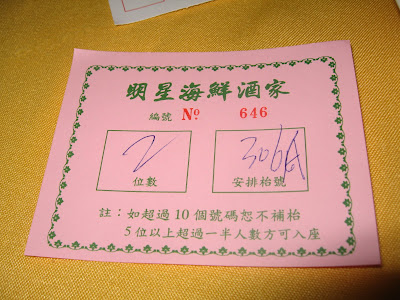 明星海鮮酒家
編號 № 646
2
位數
306A
安排枱號
註：如超過10個號碼恕不補枱
5位以上超過一半人數方可入座